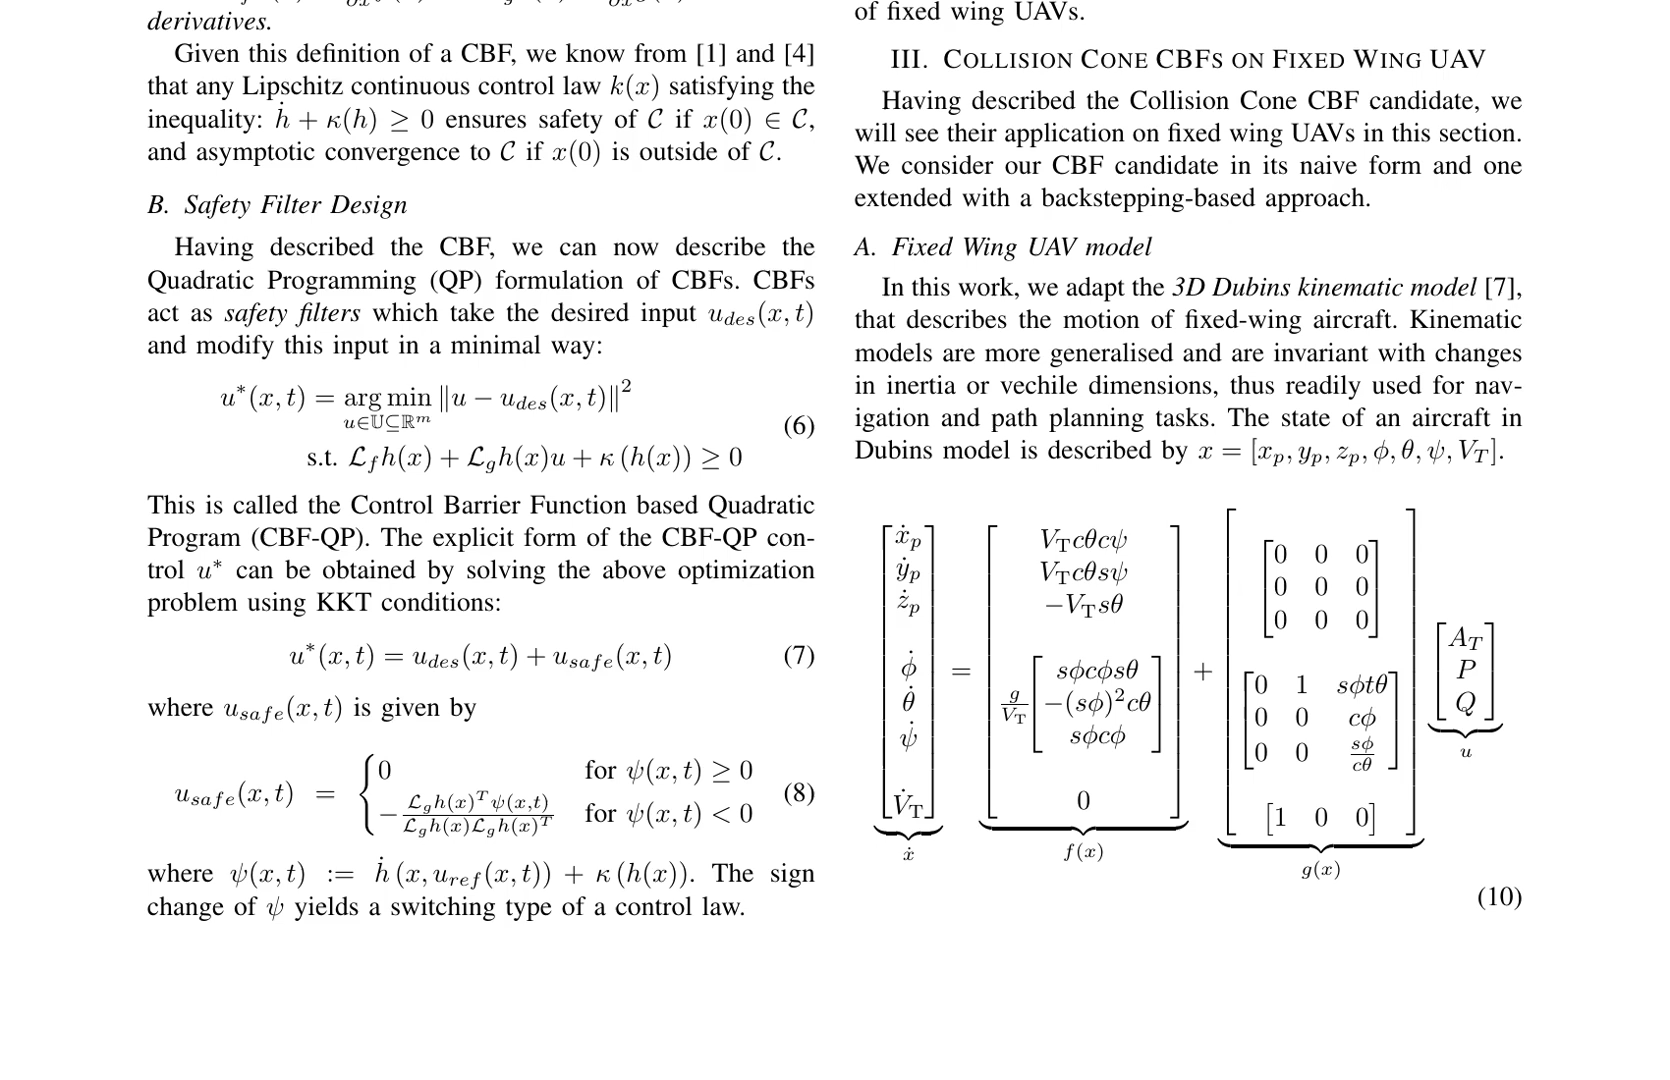 derivatives.
Given this definition of a CBF, we know from [1] and [4]
that any Lipschitz continuous control law k(x) satisfying the
inequality: ḣ + κ(h) ≥ 0 ensures safety of 𝒞 if x(0) ∈ 𝒞,
and asymptotic convergence to 𝒞 if x(0) is outside of 𝒞.
B. Safety Filter Design
Having described the CBF, we can now describe the
Quadratic Programming (QP) formulation of CBFs. CBFs
act as safety filters which take the desired input u_des(x, t)
and modify this input in a minimal way:
u*(x, t) = arg min ‖u − u_des(x, t)‖²
u∈𝕌⊆ℝᵐ
(6)
s.t. ℒ_f h(x) + ℒ_g h(x)u + κ (h(x)) ≥ 0
This is called the Control Barrier Function based Quadratic
Program (CBF-QP). The explicit form of the CBF-QP con-
trol u* can be obtained by solving the above optimization
problem using KKT conditions:
u*(x, t) = u_des(x, t) + u_safe(x, t) (7)
where u_safe(x, t) is given by
u_safe(x, t) = { 0 for ψ(x, t) ≥ 0
−ℒ_g h(x)ᵀ ψ(x,t) / ℒ_g h(x)ℒ_g h(x)ᵀ for ψ(x, t) < 0 (8)
where ψ(x, t) := ḣ (x, u_ref(x, t)) + κ (h(x)). The sign
change of ψ yields a switching type of a control law.
of fixed wing UAVs.
III. COLLISION CONE CBFS ON FIXED WING UAV
Having described the Collision Cone CBF candidate, we
will see their application on fixed wing UAVs in this section.
We consider our CBF candidate in its naive form and one
extended with a backstepping-based approach.
A. Fixed Wing UAV model
In this work, we adapt the 3D Dubins kinematic model [7],
that describes the motion of fixed-wing aircraft. Kinematic
models are more generalised and are invariant with changes
in inertia or vechile dimensions, thus readily used for nav-
igation and path planning tasks. The state of an aircraft in
Dubins model is described by x = [x_p, y_p, z_p, φ, θ, ψ, V_T].
[ẋ_p ẏ_p ż_p φ̇ θ̇ ψ̇ V̇_T]
ẋ
=
V_T cθcψ
V_T cθsψ
−V_T sθ
g/V_T [sφcφsθ
−(sφ)²cθ
sφcφ]
0
f(x)
+
[0 0 0
0 0 0
0 0 0]
[0 1 sφtθ
0 0 cφ
0 0 sφ/cθ]
[1 0 0]
g(x)
[A_T
P
Q]
u
(10)